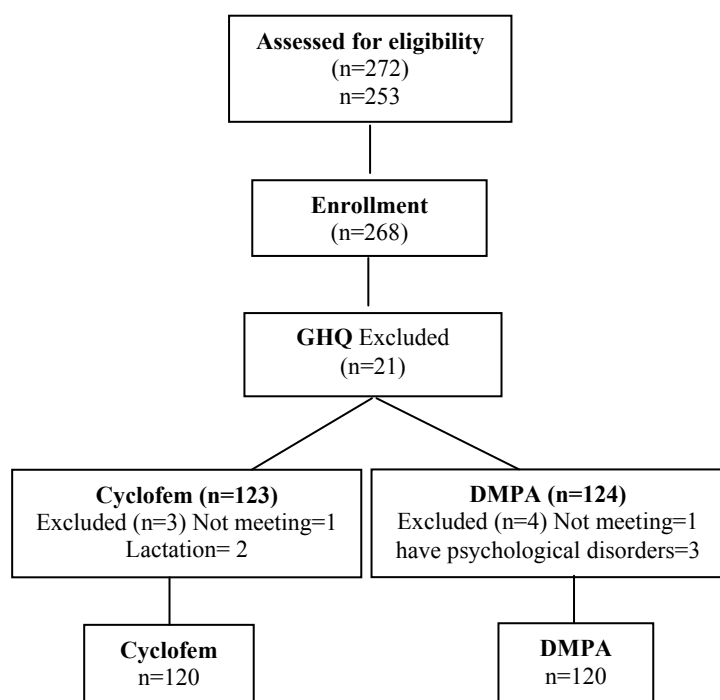 Assessed for eligibility
(n=272)
n=253
Enrollment
(n=268)
GHQ Excluded
(n=21)
Cyclofem (n=123)
Excluded (n=3) Not meeting=1
Lactation= 2
DMPA (n=124)
Excluded (n=4) Not meeting=1
have psychological disorders=3
Cyclofem
n=120
DMPA
n=120